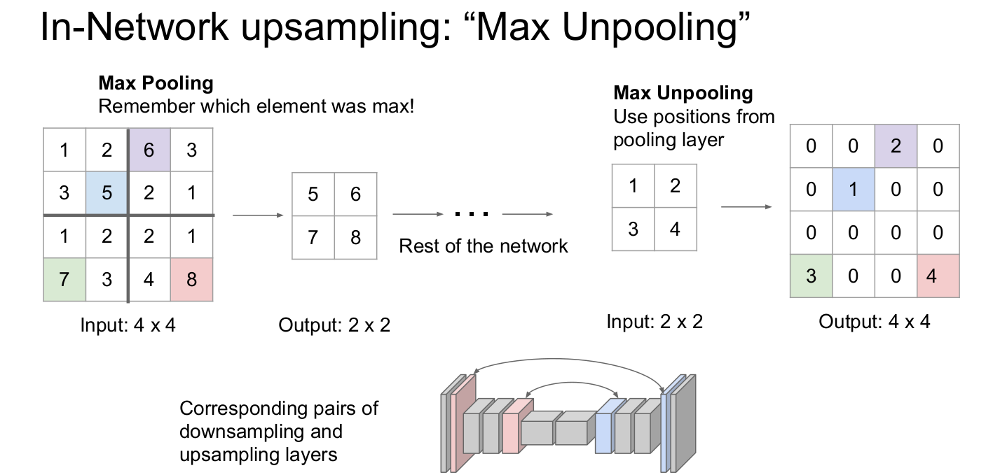 In-Network upsampling: “Max Unpooling”
Max Pooling
Remember which element was max!
1 2 6 3
3 5 2 1
1 2 2 1
7 3 4 8
Input: 4 x 4
5 6
7 8
Output: 2 x 2
...
Rest of the network
Max Unpooling
Use positions from
pooling layer
1 2
3 4
Input: 2 x 2
0 0 2 0
0 1 0 0
0 0 0 0
3 0 0 4
Output: 4 x 4
Corresponding pairs of
downsampling and
upsampling layers